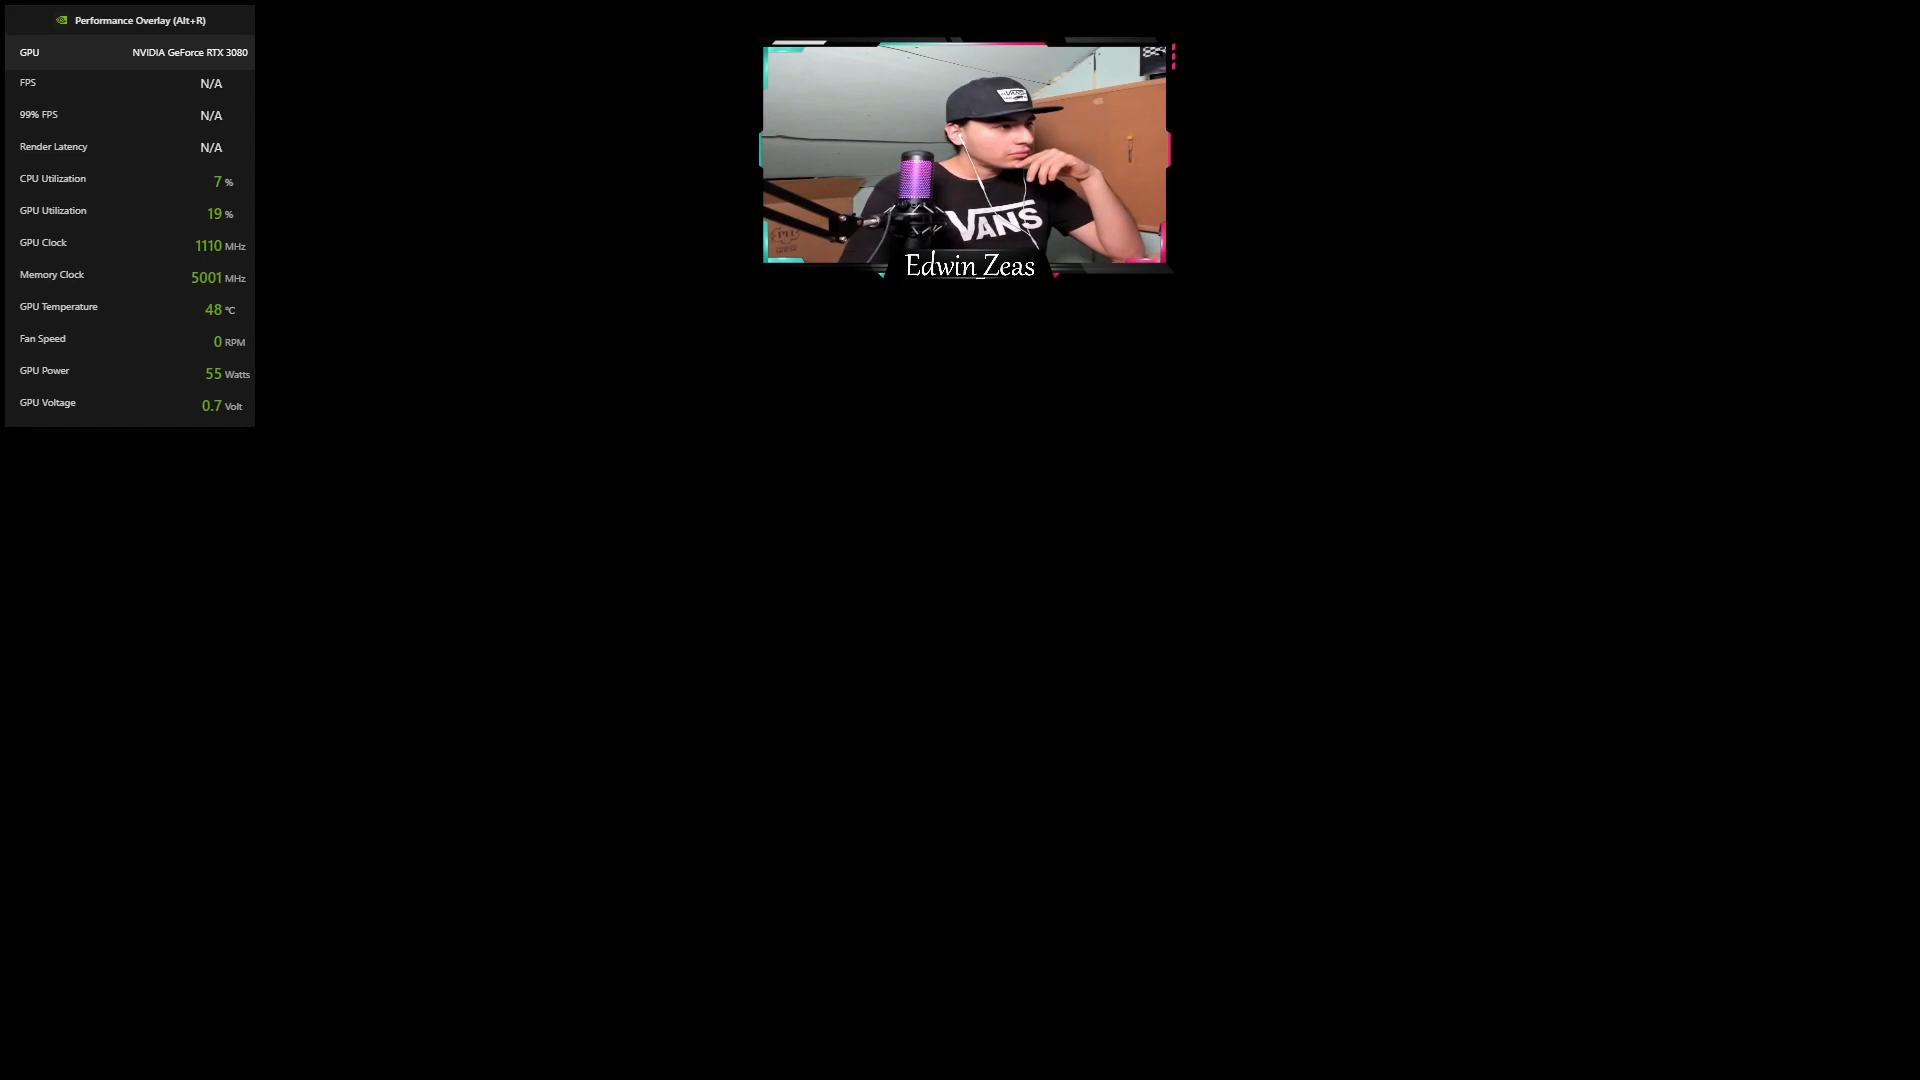 Performance Overlay (Alt+R)
GPU NVIDIA GeForce RTX 3080
FPS N/A
99% FPS N/A
Render Latency N/A
CPU Utilization 7 %
GPU Utilization 19 %
GPU Clock 1110 MHz
Memory Clock 5001 MHz
GPU Temperature 48 °C
Fan Speed 0 RPM
GPU Power 55 Watts
GPU Voltage 0.7 Volt
VANS
VANS
Edwin_Zeas